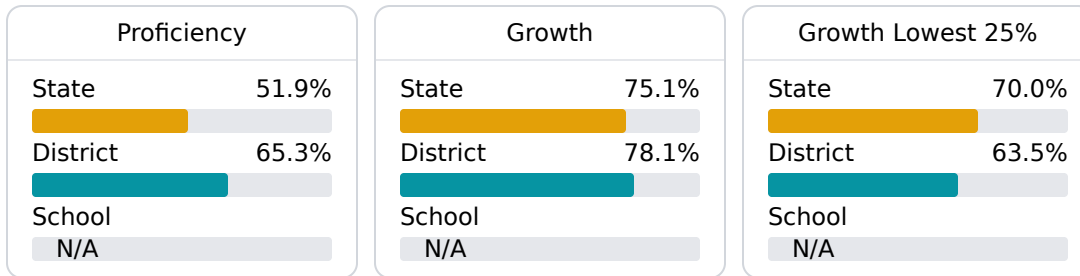 Proficiency
State 51.9%
District 65.3%
School
N/A
Growth
State 75.1%
District 78.1%
School
N/A
Growth Lowest 25%
State 70.0%
District 63.5%
School
N/A